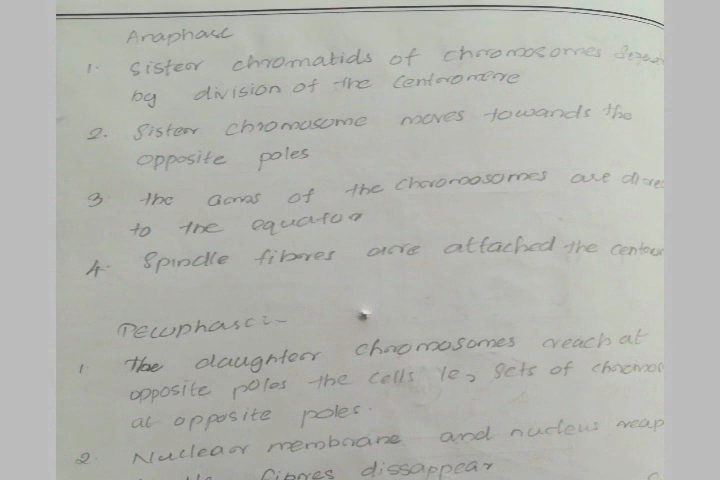 Anaphase
1. Sister chromatids of chromosomes
by division of the Centromere
2. Sister chromosome moves towards the
opposite poles
3 the arms of the chromosomes are
to the equator
4. Spindle fibres are attached the
:-
1 The daughter chromosomes reach at
opposite poles the cells ie, sets of
at opposite poles.
2. Nuclear membrane and nucleus
fibres dissappear